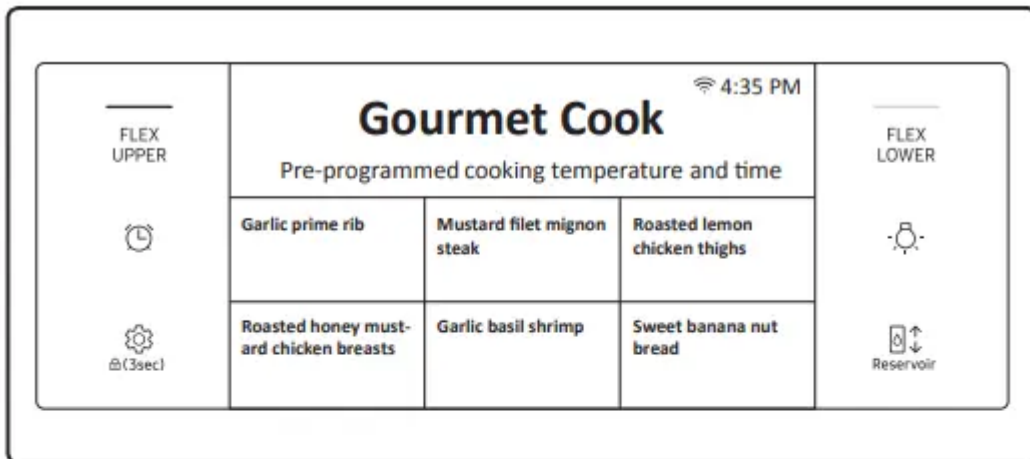 4:35 PM
FLEX
UPPER
Gourmet Cook
Pre-programmed cooking temperature and time
FLEX
LOWER
Garlic prime rib
Mustard filet mignon
steak
Roasted lemon
chicken thighs
Roasted honey must-
ard chicken breasts
Garlic basil shrimp
Sweet banana nut
bread
(3sec)
Reservoir